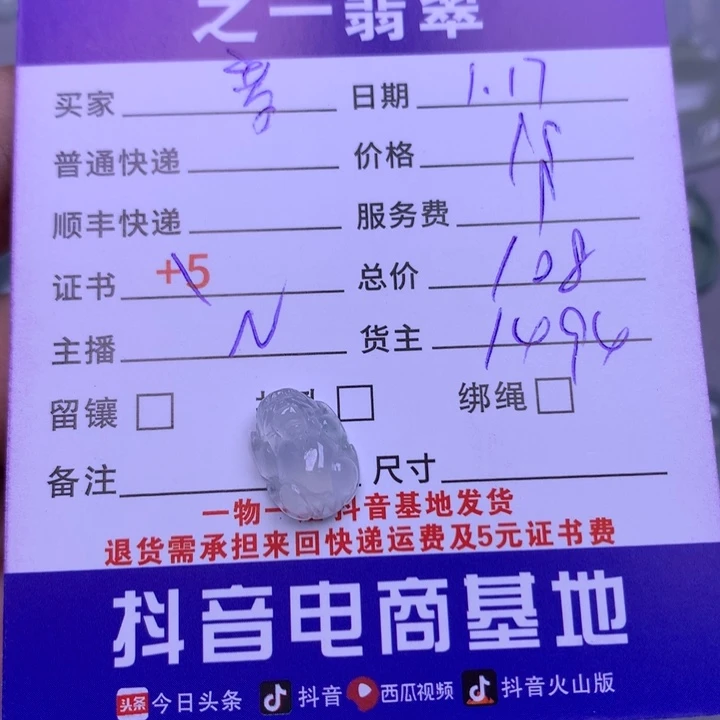 之一翡翠
买家 日期 1.17
普通快递 价格
顺丰快递 服务费
证书 +5 总价 108
主播 N 货主 1494
留镶 绑绳
备注 尺寸
一物一 抖音基地发货
退货需承担来回快递运费及5元证书费
抖音电商基地
头条 今日头条 抖音 西瓜视频 抖音火山版